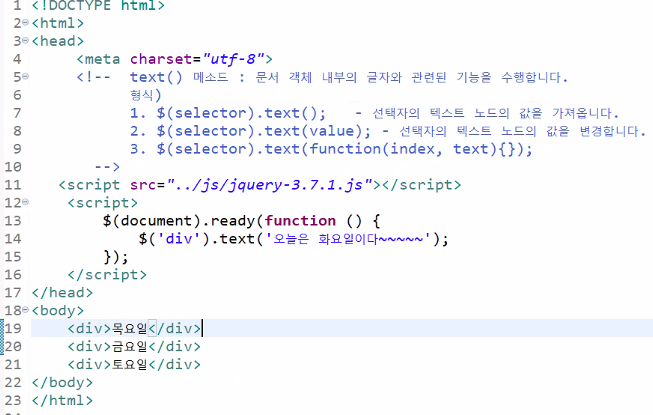 1 <!DOCTYPE html>
2 <html>
3 <head>
4 <meta charset="utf-8">
5 <!-- text() 메소드 : 문서 객체 내부의 글자와 관련된 기능을 수행합니다.
6 형식)
7 1. $(selector).text(); - 선택자의 텍스트 노드의 값을 가져옵니다.
8 2. $(selector).text(value); - 선택자의 텍스트 노드의 값을 변경합니다.
9 3. $(selector).text(function(index, text){});
10 -->
11 <script src="../js/jquery-3.7.1.js"></script>
12 <script>
13 $(document).ready(function () {
14 $('div').text('오늘은 화요일이다~~~~~');
15 });
16 </script>
17 </head>
18 <body>
19 <div>목요일</div>
20 <div>금요일</div>
21 <div>토요일</div>
22 </body>
23 </html>